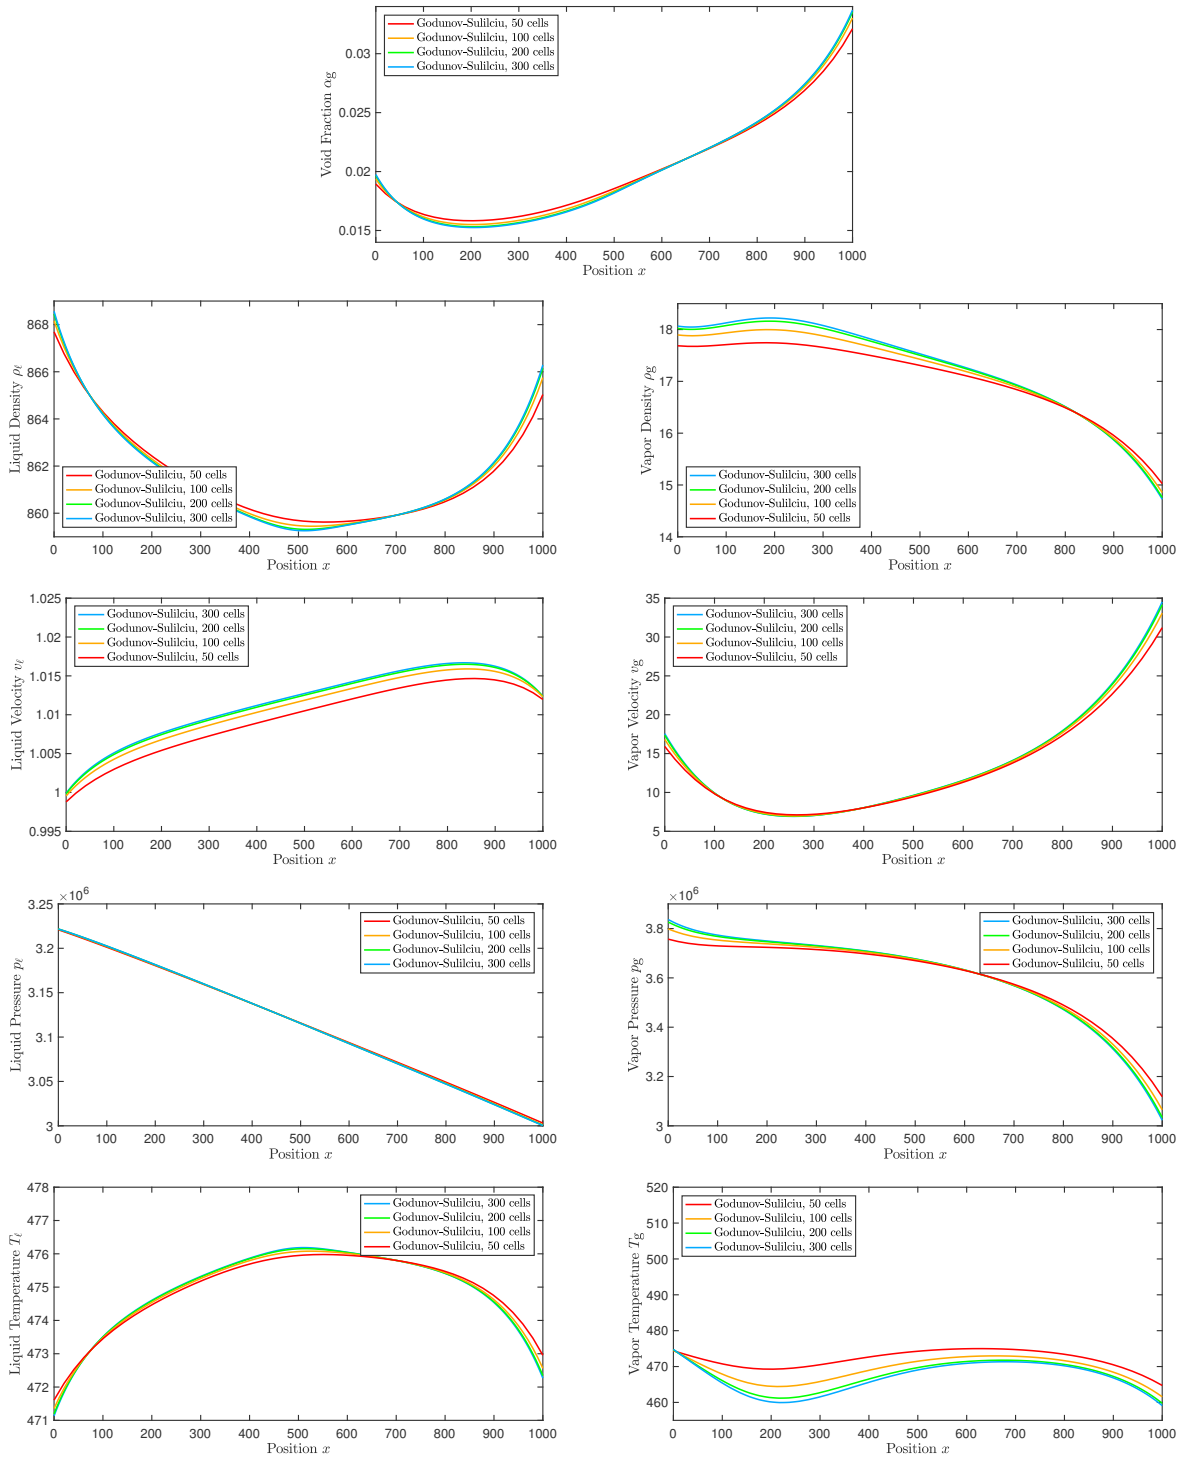 Void Fraction αg
0.03
0.025
0.02
0.015
Godunov-Sulilciu, 50 cells
Godunov-Sulilciu, 100 cells
Godunov-Sulilciu, 200 cells
Godunov-Sulilciu, 300 cells
0 100 200 300 400 500 600 700 800 900 1000
Position x
Liquid Density ρℓ
868
866
864
862
860
Godunov-Sulilciu, 50 cells
Godunov-Sulilciu, 100 cells
Godunov-Sulilciu, 200 cells
Godunov-Sulilciu, 300 cells
0 100 200 300 400 500 600 700 800 900 1000
Position x
Vapor Density ρg
18
17
16
15
14
Godunov-Sulilciu, 300 cells
Godunov-Sulilciu, 200 cells
Godunov-Sulilciu, 100 cells
Godunov-Sulilciu, 50 cells
0 100 200 300 400 500 600 700 800 900 1000
Position x
Liquid Velocity vℓ
1.025
1.02
1.015
1.01
1.005
1
0.995
Godunov-Sulilciu, 300 cells
Godunov-Sulilciu, 200 cells
Godunov-Sulilciu, 100 cells
Godunov-Sulilciu, 50 cells
0 100 200 300 400 500 600 700 800 900 1000
Position x
Vapor Velocity vg
35
30
25
20
15
10
5
Godunov-Sulilciu, 300 cells
Godunov-Sulilciu, 200 cells
Godunov-Sulilciu, 100 cells
Godunov-Sulilciu, 50 cells
0 100 200 300 400 500 600 700 800 900 1000
Position x
Liquid Pressure pℓ
×10⁶
3.25
3.2
3.15
3.1
3.05
3
Godunov-Sulilciu, 50 cells
Godunov-Sulilciu, 100 cells
Godunov-Sulilciu, 200 cells
Godunov-Sulilciu, 300 cells
0 100 200 300 400 500 600 700 800 900 1000
Position x
Vapor Pressure pg
×10⁶
3.8
3.6
3.4
3.2
3
Godunov-Sulilciu, 300 cells
Godunov-Sulilciu, 200 cells
Godunov-Sulilciu, 100 cells
Godunov-Sulilciu, 50 cells
0 100 200 300 400 500 600 700 800 900 1000
Position x
Liquid Temperature Tℓ
478
477
476
475
474
473
472
471
Godunov-Sulilciu, 300 cells
Godunov-Sulilciu, 200 cells
Godunov-Sulilciu, 100 cells
Godunov-Sulilciu, 50 cells
0 100 200 300 400 500 600 700 800 900 1000
Position x
Vapor Temperature Tg
520
510
500
490
480
470
460
Godunov-Sulilciu, 50 cells
Godunov-Sulilciu, 100 cells
Godunov-Sulilciu, 200 cells
Godunov-Sulilciu, 300 cells
0 100 200 300 400 500 600 700 800 900 1000
Position x